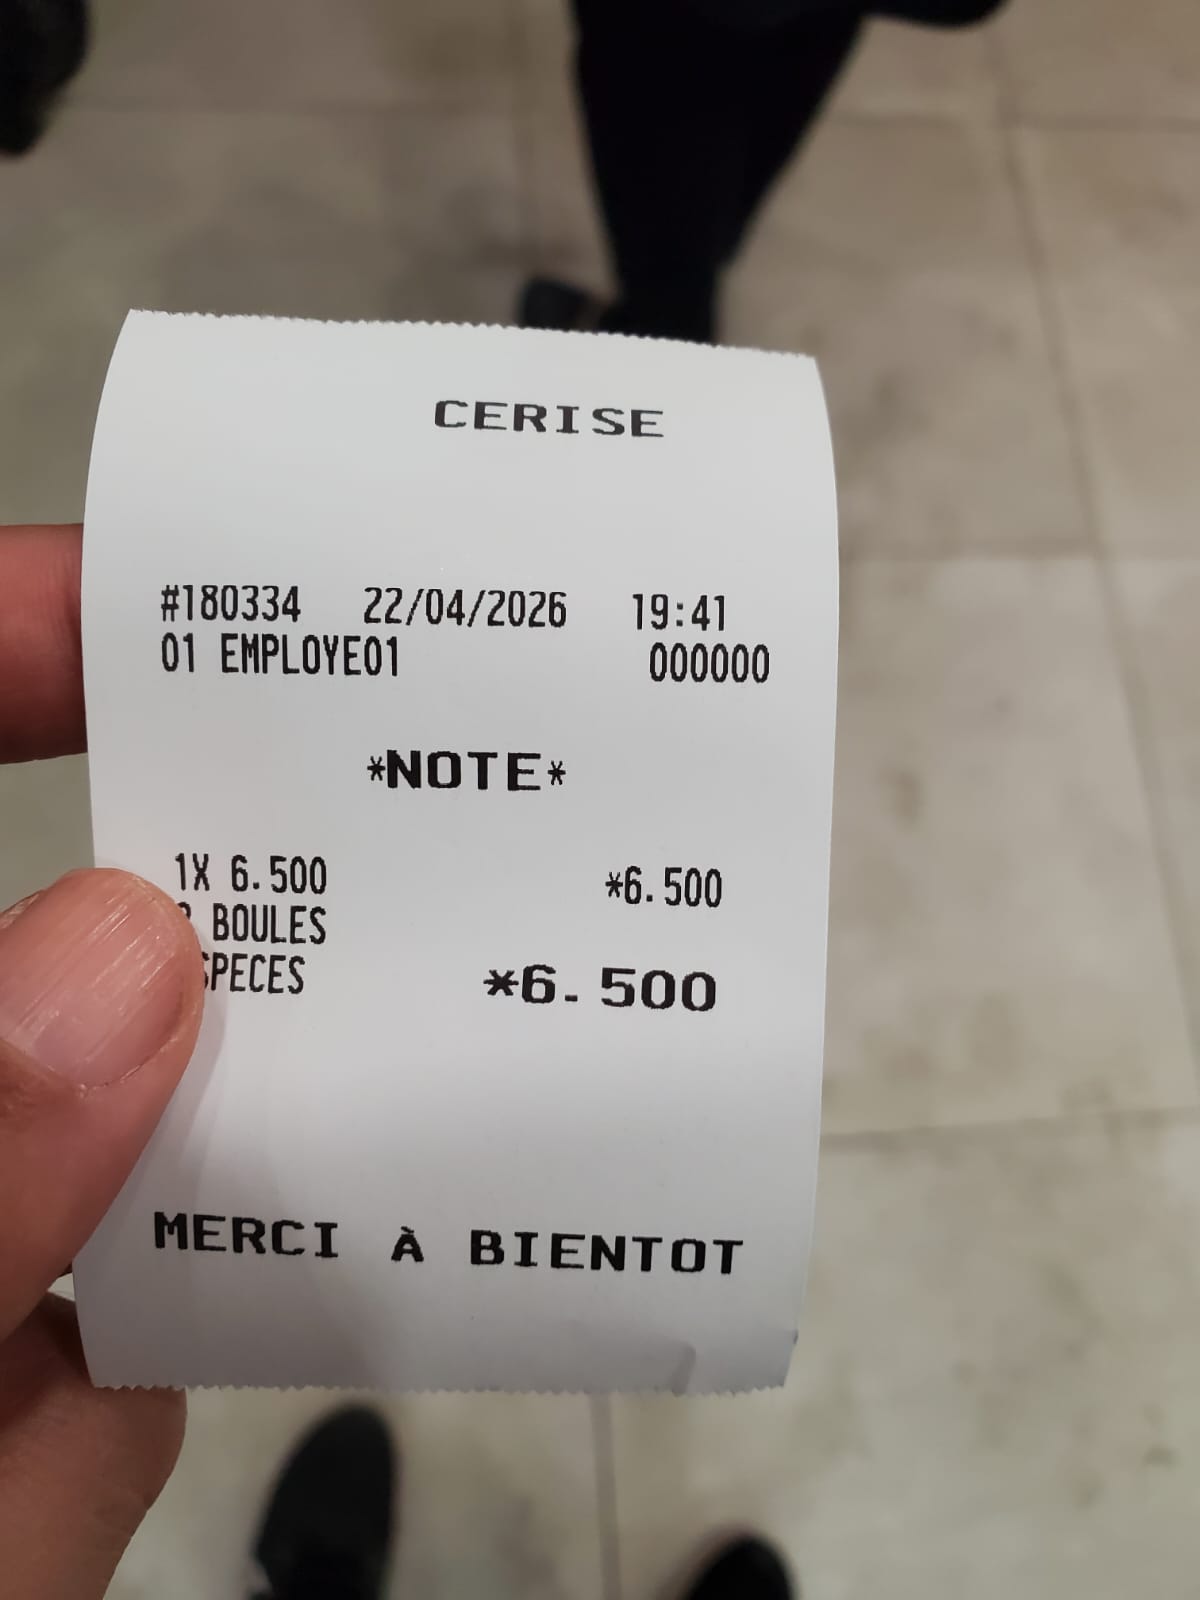 CERISE
#180334 22/04/2026 19:41
01 EMPLOYE01 000000
*NOTE*
1X 6.500 *6.500
BOULES
*6.500
MERCI À BIENTOT